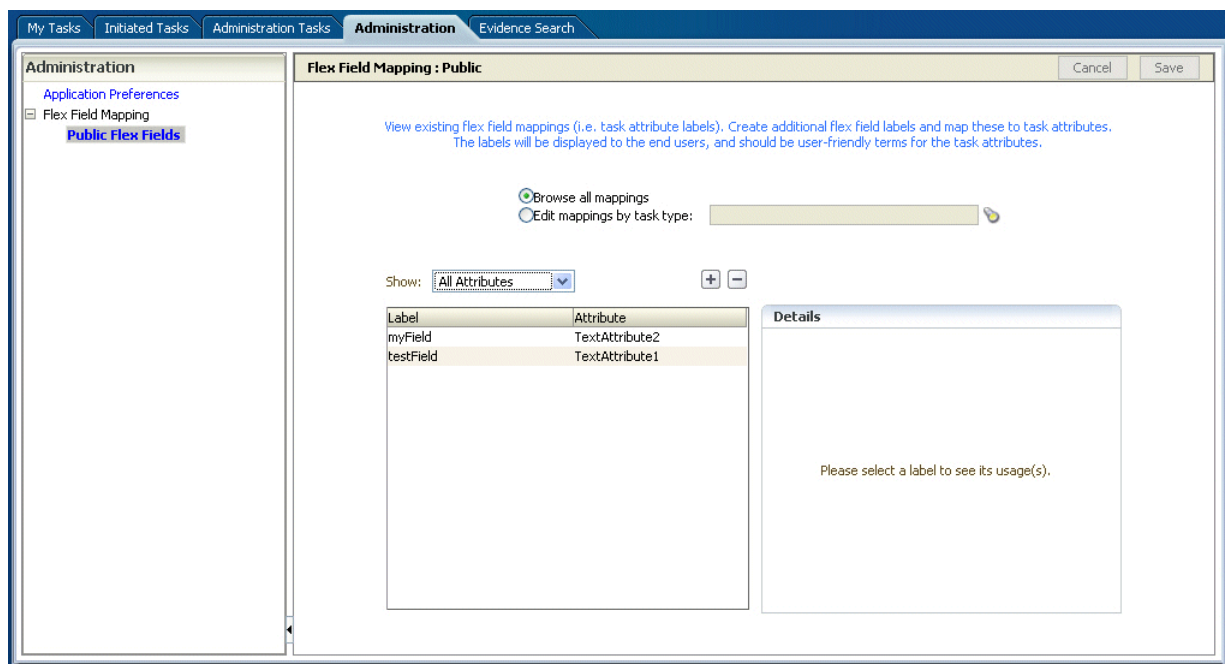 My Tasks Initiated Tasks Administration Tasks Administration Evidence Search
Administration
Application Preferences
Flex Field Mapping
Public Flex Fields
Flex Field Mapping : Public Cancel Save
View existing flex field mappings (i.e. task attribute labels). Create additional flex field labels and map these to task attributes.
The labels will be displayed to the end users, and should be user-friendly terms for the task attributes.
Browse all mappings
Edit mappings by task type:
Show: All Attributes
Label Attribute
myField TextAttribute2
testField TextAttribute1
Details
Please select a label to see its usage(s).